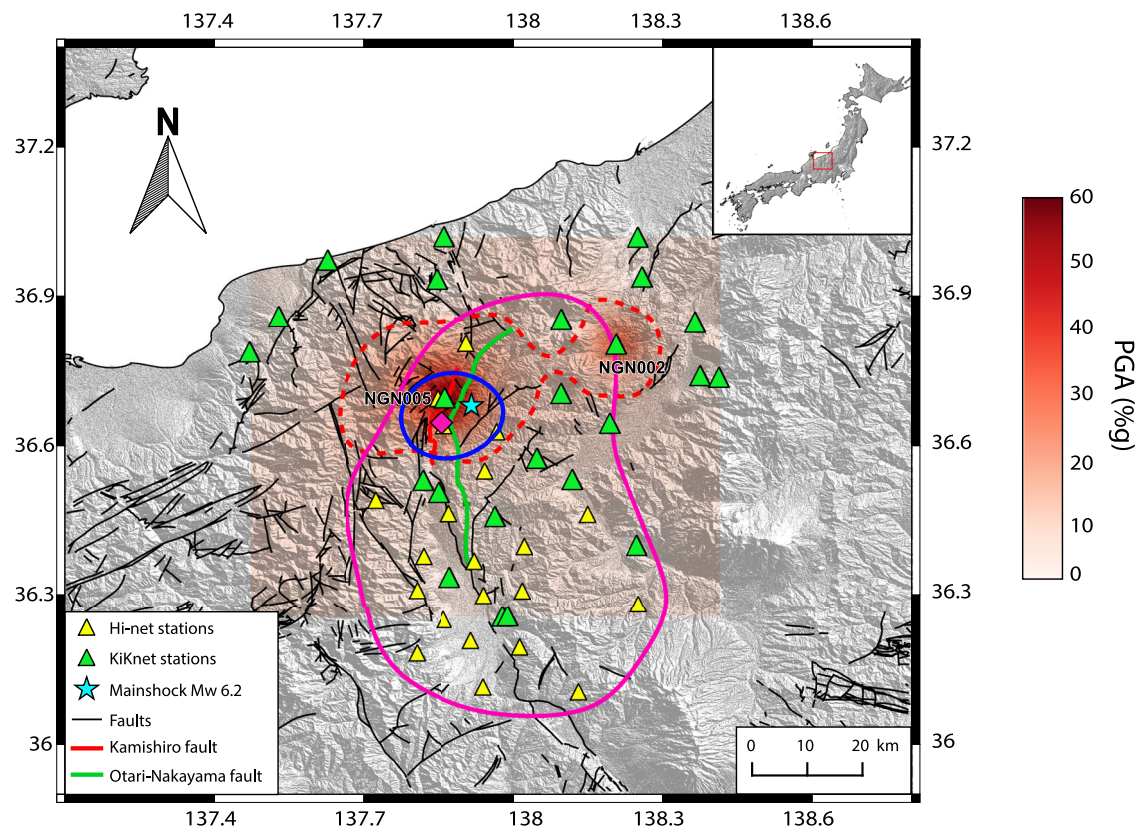 137.4 137.7 138 138.3 138.6
N
37.2 37.2
36.9 36.9
36.6 36.6
36.3 36.3
36 36
NGN002
NGN005
Hi-net stations
KiKnet stations
Mainshock Mw 6.2
Faults
Kamishiro fault
Otari-Nakayama fault
0 10 20 km
137.4 137.7 138 138.3 138.6
60
50
40
30
20
10
0
PGA (%g)